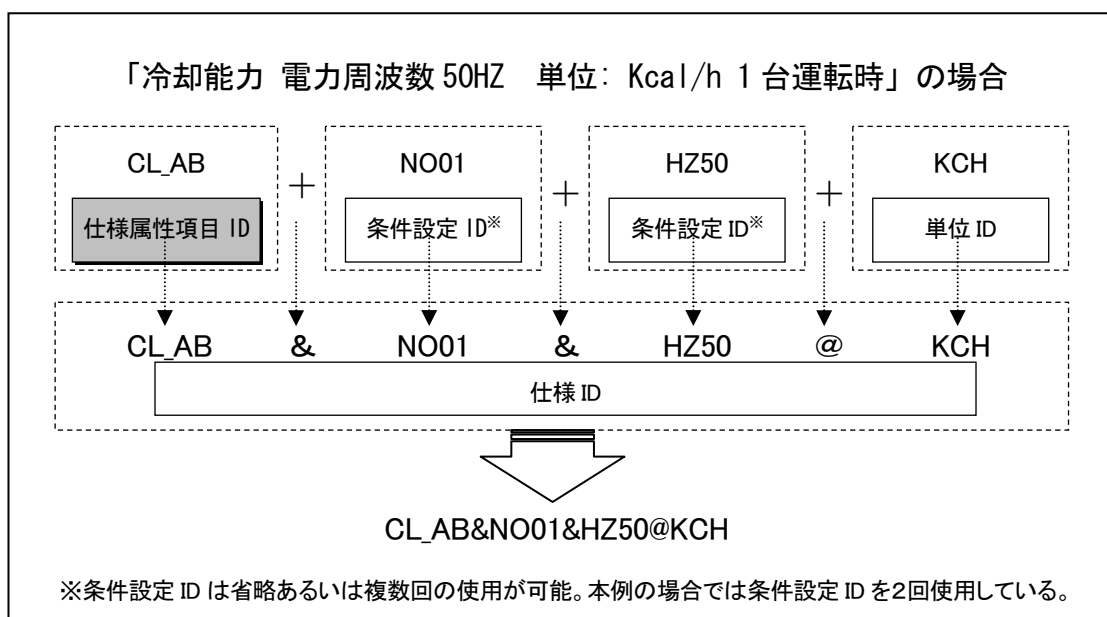 「冷却能力 電力周波数 50HZ 単位: Kcal/h 1 台運転時」の場合
CL_AB + NO01 + HZ50 + KCH
仕様属性項目 ID 条件設定 ID※ 条件設定 ID※ 単位 ID
CL_AB & NO01 & HZ50 @ KCH
仕様 ID
CL_AB&NO01&HZ50@KCH
※条件設定 ID は省略あるいは複数回の使用が可能。本例の場合では条件設定 ID を2回使用している。